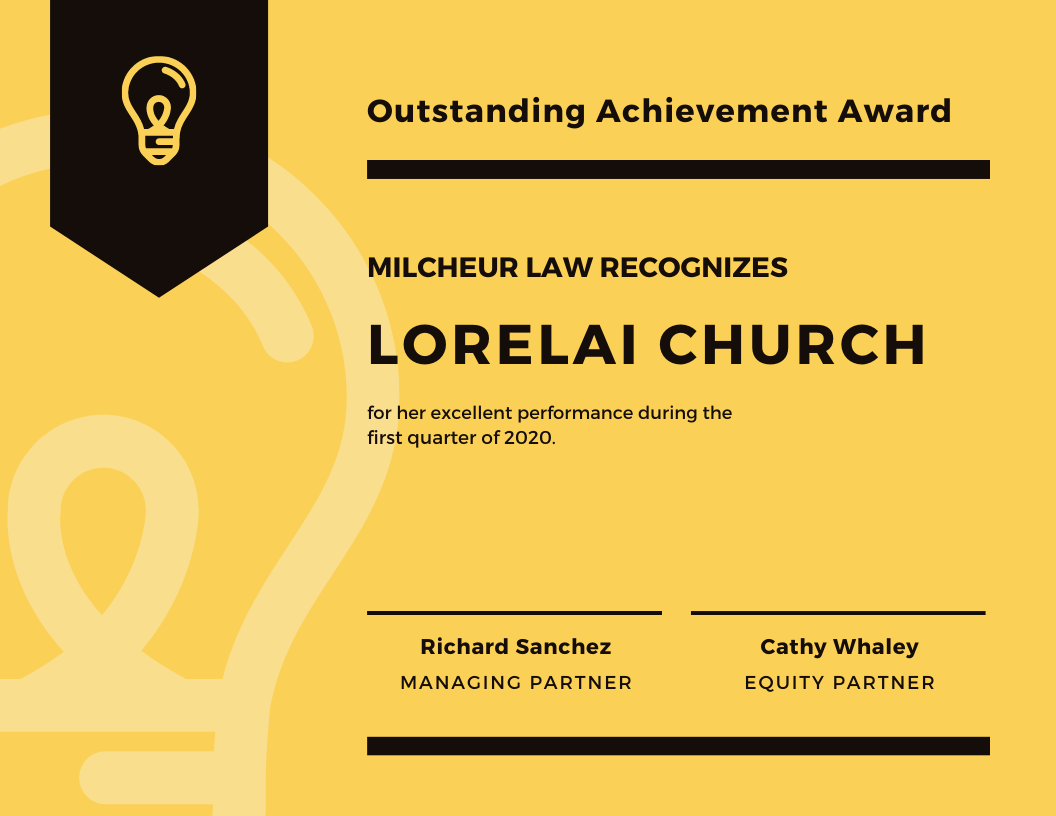 Outstanding Achievement Award
MILCHEUR LAW RECOGNIZES
LORELAI CHURCH
for her excellent performance during the
first quarter of 2020.
Richard Sanchez
MANAGING PARTNER
Cathy Whaley
EQUITY PARTNER